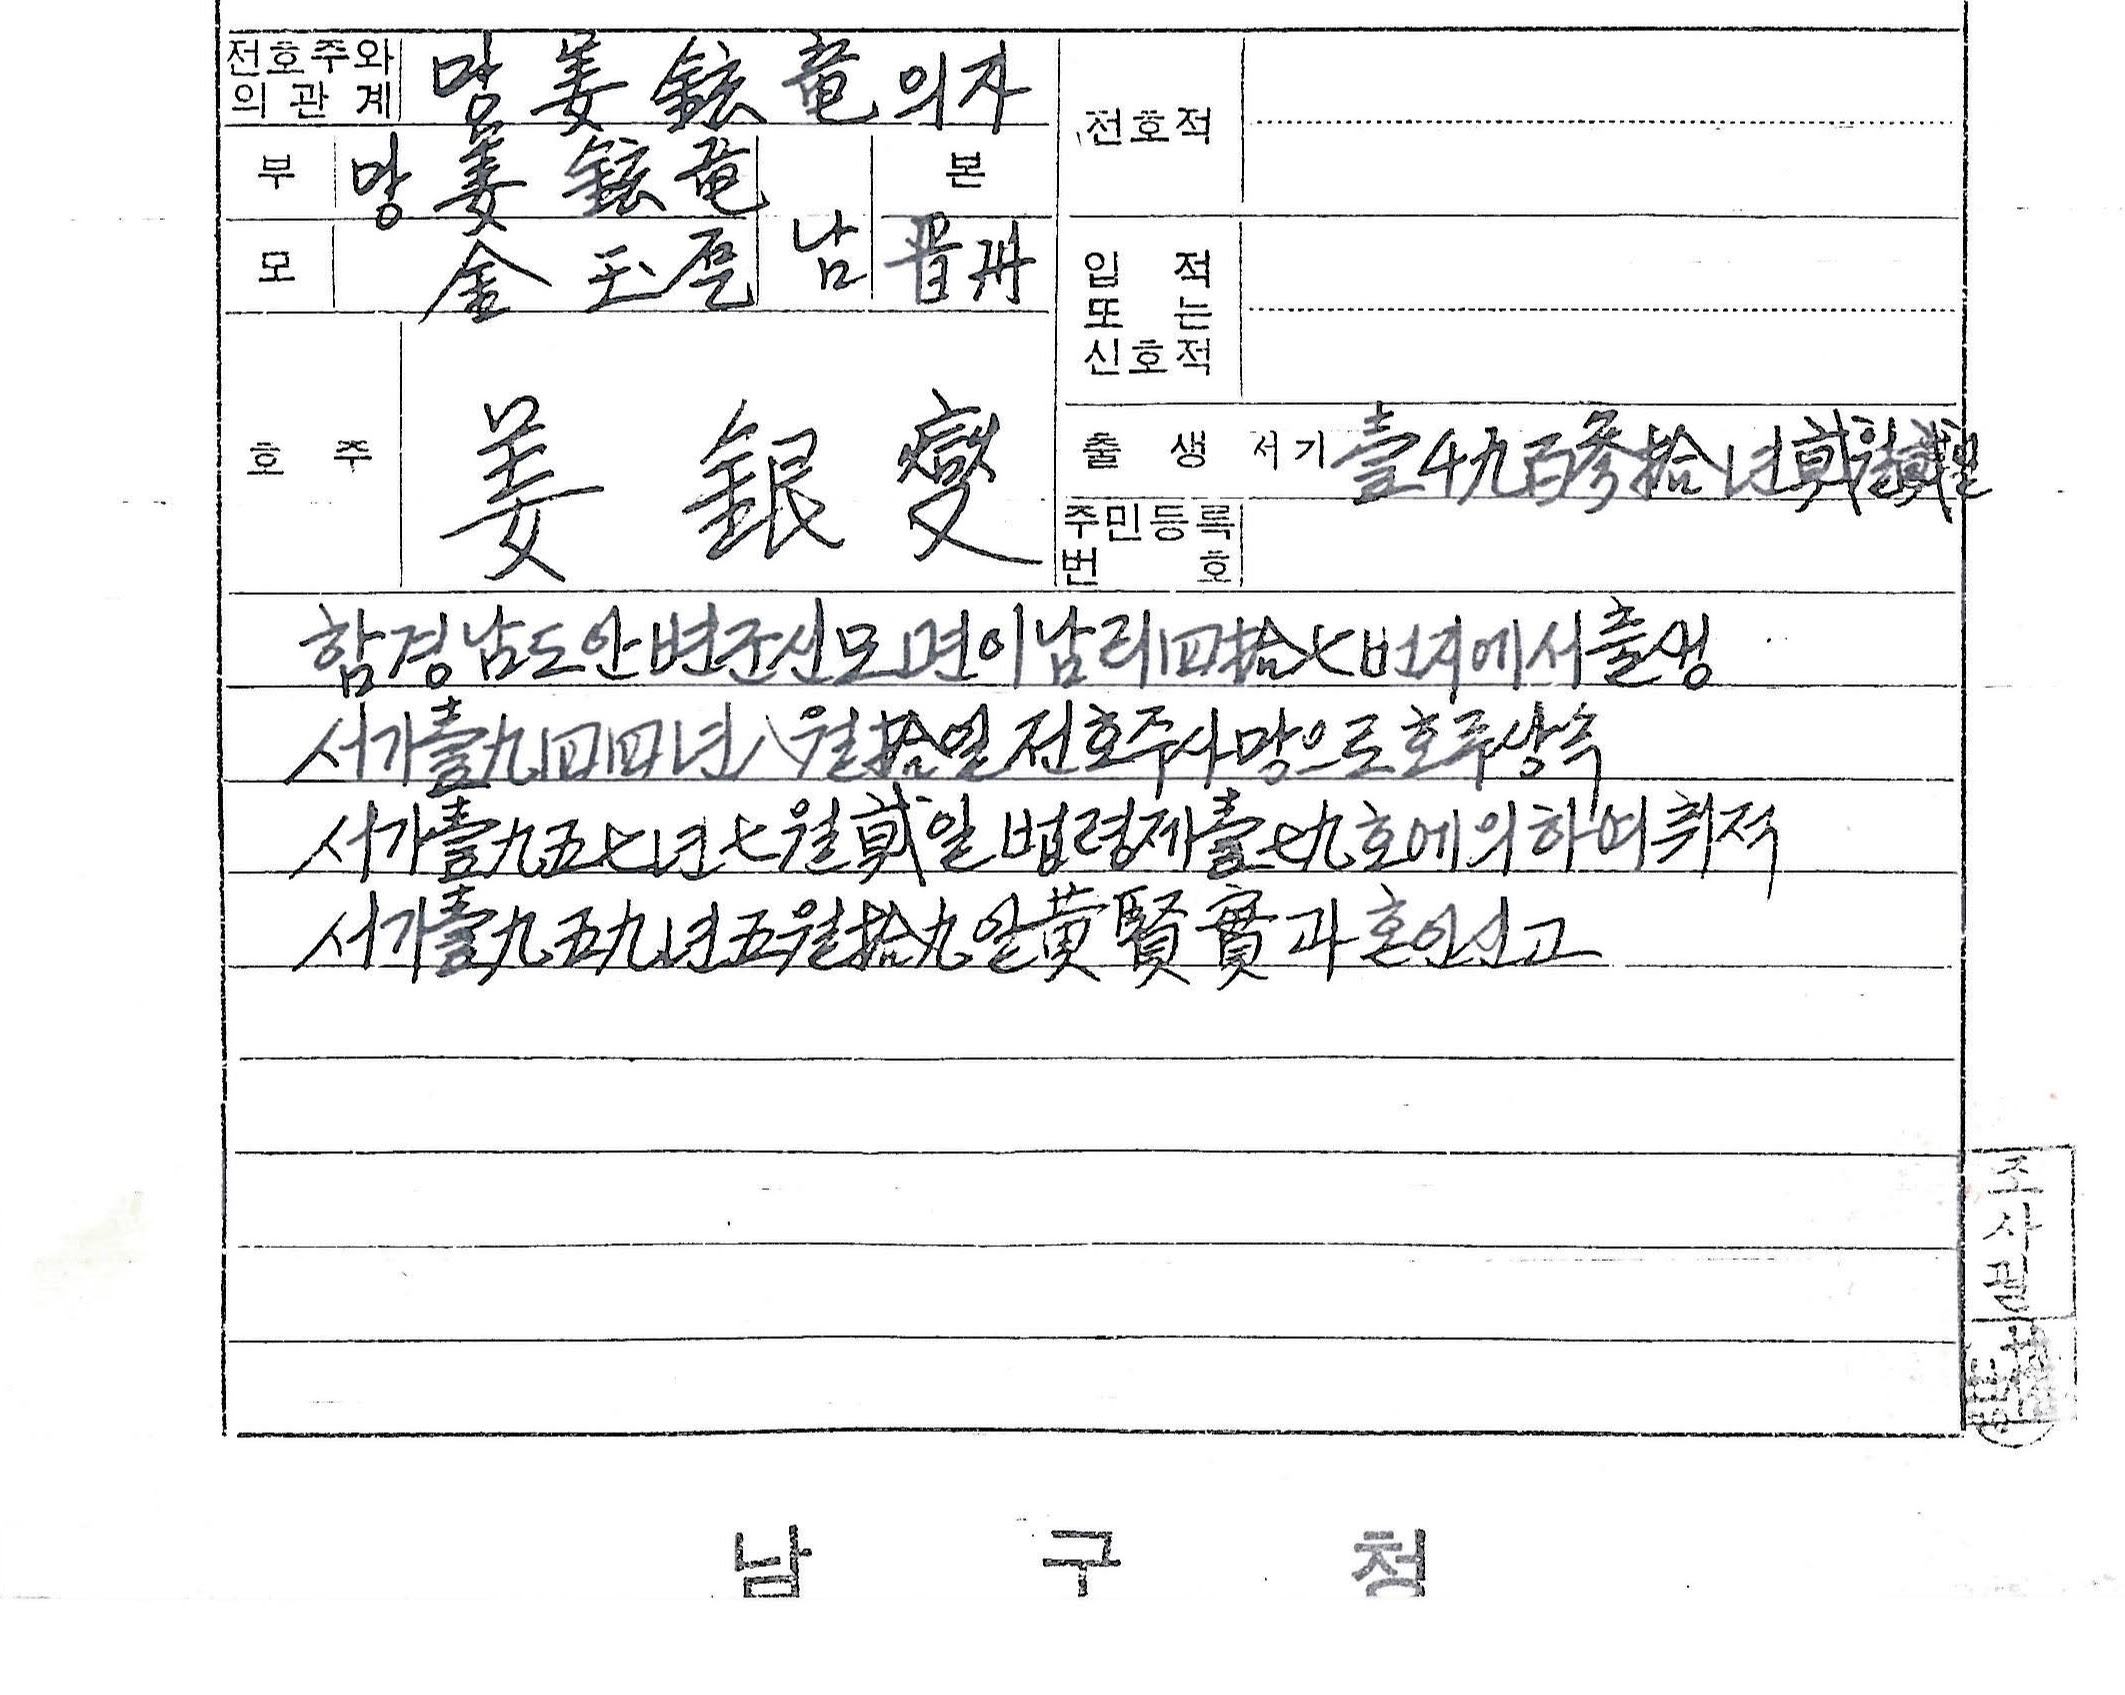 전호주와의 관계 망 姜鉉竜의자
전호적
부 망 姜鉉竜
남
본 晋州
모 金玉
입적 또는 신호적
호주 姜銀燮
출생 서기 壹千九百參拾년貳월貳일
주민등록번호
함경남도안변군신모면이남리四拾七번지에서출생
서기壹九四四년八월拾일전호주사망으로호주상속
서기壹九五七년七월貳일법령제壹七九호에의하여취적
서기壹九五九년五월拾九일黃賢實과혼인신고
조사필
남구청